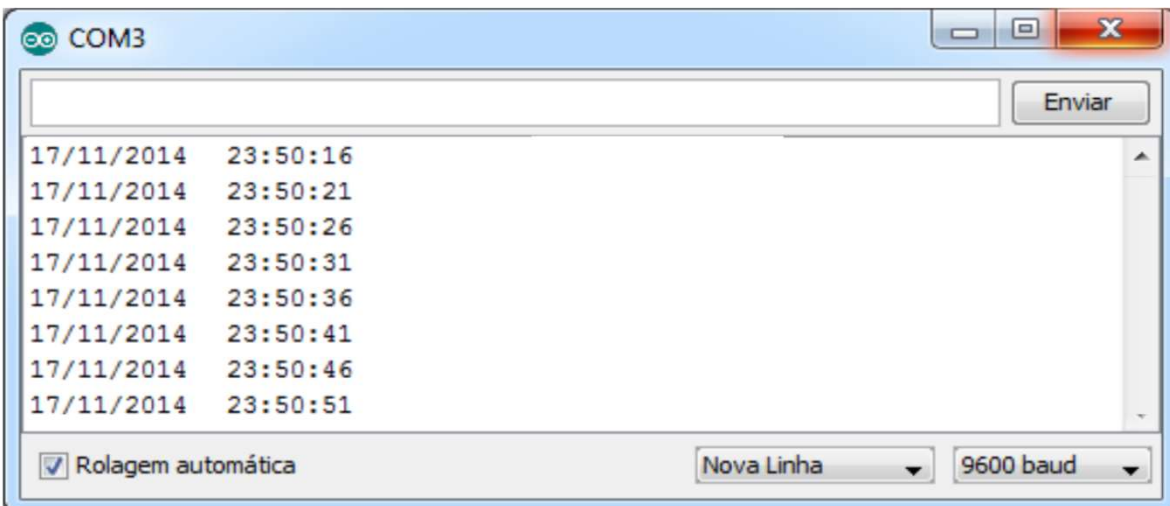 COM3
Enviar
17/11/2014   23:50:16
17/11/2014   23:50:21
17/11/2014   23:50:26
17/11/2014   23:50:31
17/11/2014   23:50:36
17/11/2014   23:50:41
17/11/2014   23:50:46
17/11/2014   23:50:51
Rolagem automática   Nova Linha   9600 baud